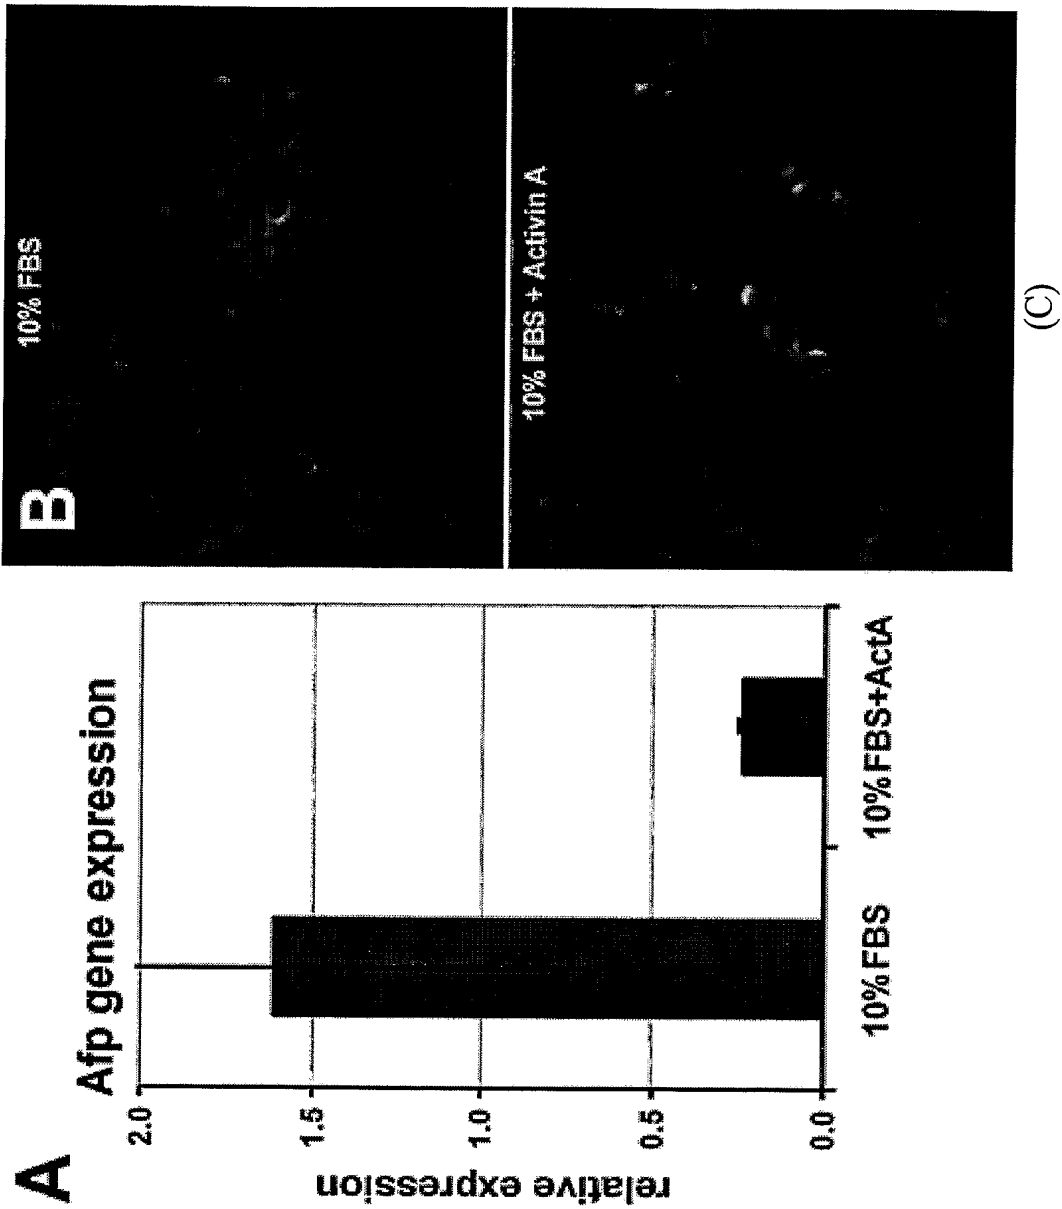 A
Afp gene expression
relative expression
2.0
1.5
1.0
0.5
0.0
10%FBS
10%FBS+ActA
B
10% FBS
10% FBS + Activin A
(C)